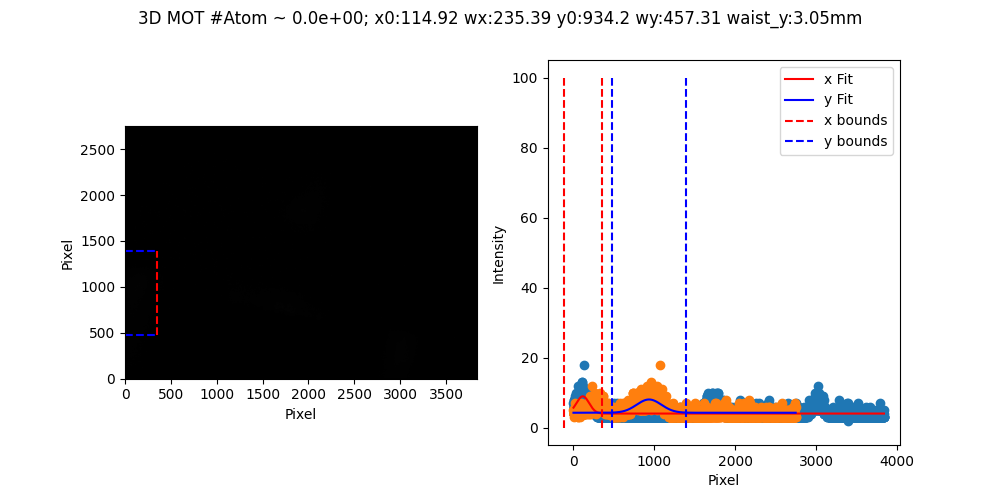 3D MOT #Atom ~ 0.0e+00; x0:114.92 wx:235.39 y0:934.2 wy:457.31 waist_y:3.05mm
2500
2000
1500
1000
500
0
Pixel
0 500 1000 1500 2000 2500 3000 3500
Pixel
100
80
60
40
20
0
Intensity
x Fit
y Fit
x bounds
y bounds
0 1000 2000 3000 4000
Pixel